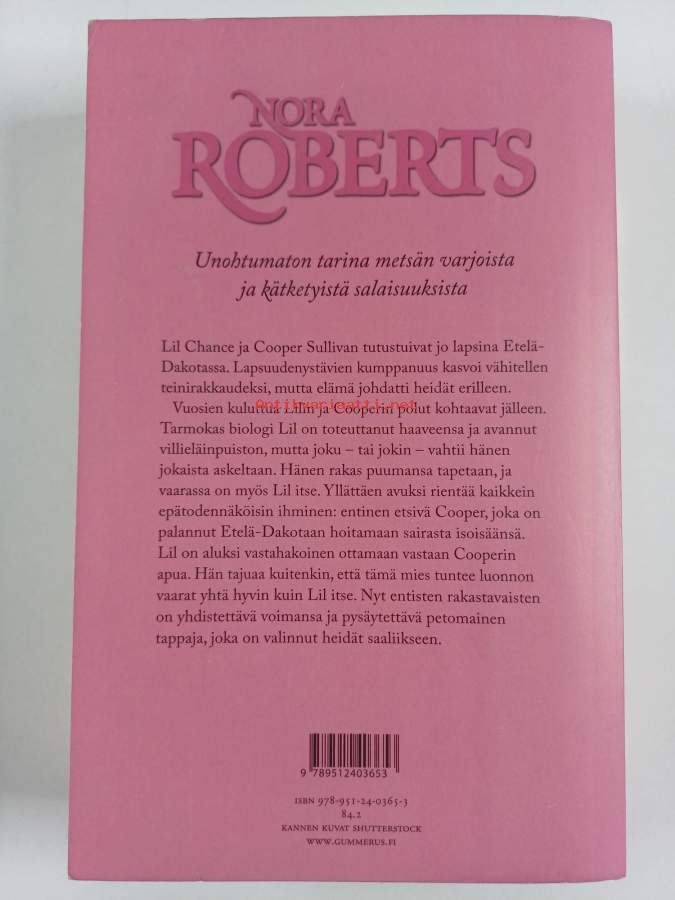 NORA
ROBERTS
Unohtumaton tarina metsän varjoista
ja kätketyistä salaisuuksista
Lil Chance ja Cooper Sullivan tutustuivat jo lapsina Etelä-
Dakotassa. Lapsuudenystävien kumppanuus kasvoi vähitellen
teinirakkaudeksi, mutta elämä johdatti heidät erilleen.
Vuosien kuluttua Lilin ja Cooperin polut kohtaavat jälleen.
Antikvariaatti.net
Tarmokas biologi Lil on toteuttanut haaveensa ja avannut
villieläinpuiston, mutta joku – tai jokin – vahtii hänen
jokaista askeltaan. Hänen rakas puumansa tapetaan, ja
vaarassa on myös Lil itse. Yllättäen avuksi rientää kaikkein
epätodennäköisin ihminen: entinen etsivä Cooper, joka on
palannut Etelä-Dakotaan hoitamaan sairasta isoisäänsä.
Lil on aluksi vastahakoinen ottamaan vastaan Cooperin
apua. Hän tajuaa kuitenkin, että tämä mies tuntee luonnon
vaarat yhtä hyvin kuin Lil itse. Nyt entisten rakastavaisten
on yhdistettävä voimansa ja pysäytettävä petomainen
tappaja, joka on valinnut heidät saaliikseen.
9 789512403653
ISBN 978-951-24-0365-3
84.2
KANNEN KUVAT SHUTTERSTOCK
WWW.GUMMERUS.FI